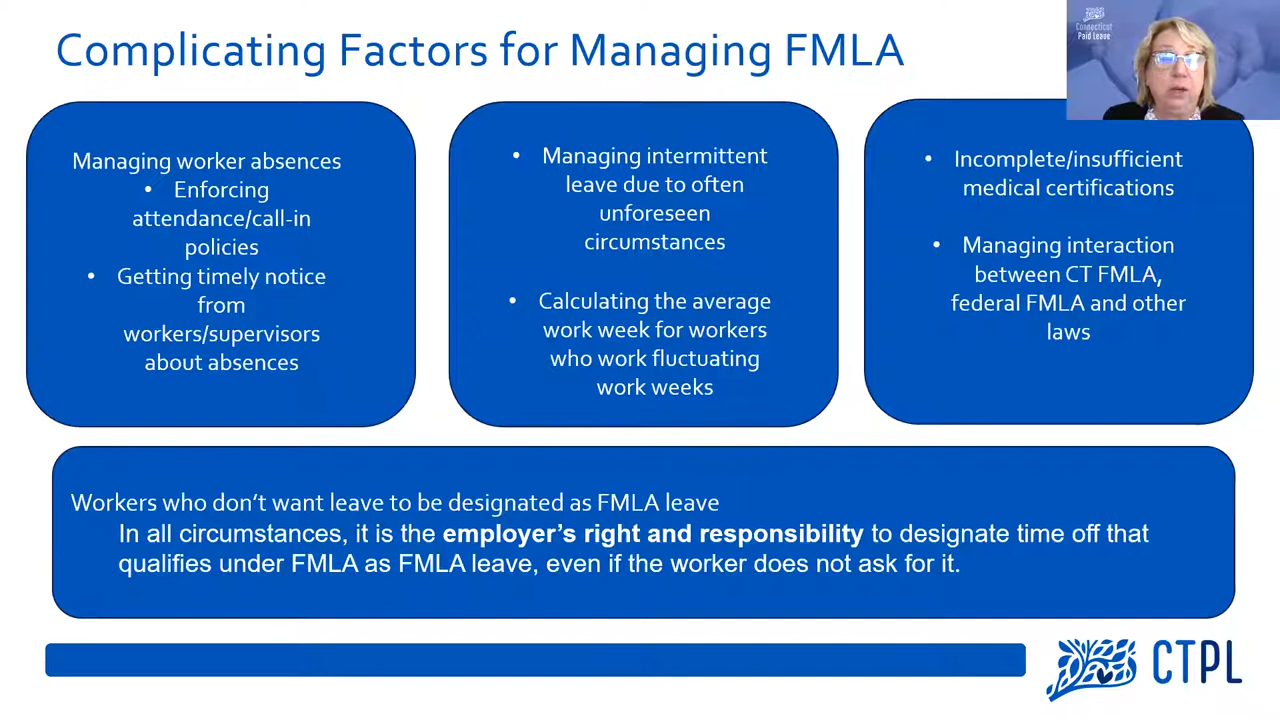 Complicating Factors for Managing FMLA
Connecticut
Paid Leave
Managing worker absences
• Enforcing
attendance/call-in
policies
• Getting timely notice
from
workers/supervisors
about absences
• Managing intermittent
leave due to often
unforeseen
circumstances
• Calculating the average
work week for workers
who work fluctuating
work weeks
• Incomplete/insufficient
medical certifications
• Managing interaction
between CT FMLA,
federal FMLA and other
laws
Workers who don’t want leave to be designated as FMLA leave
In all circumstances, it is the employer’s right and responsibility to designate time off that
qualifies under FMLA as FMLA leave, even if the worker does not ask for it.
CTPL